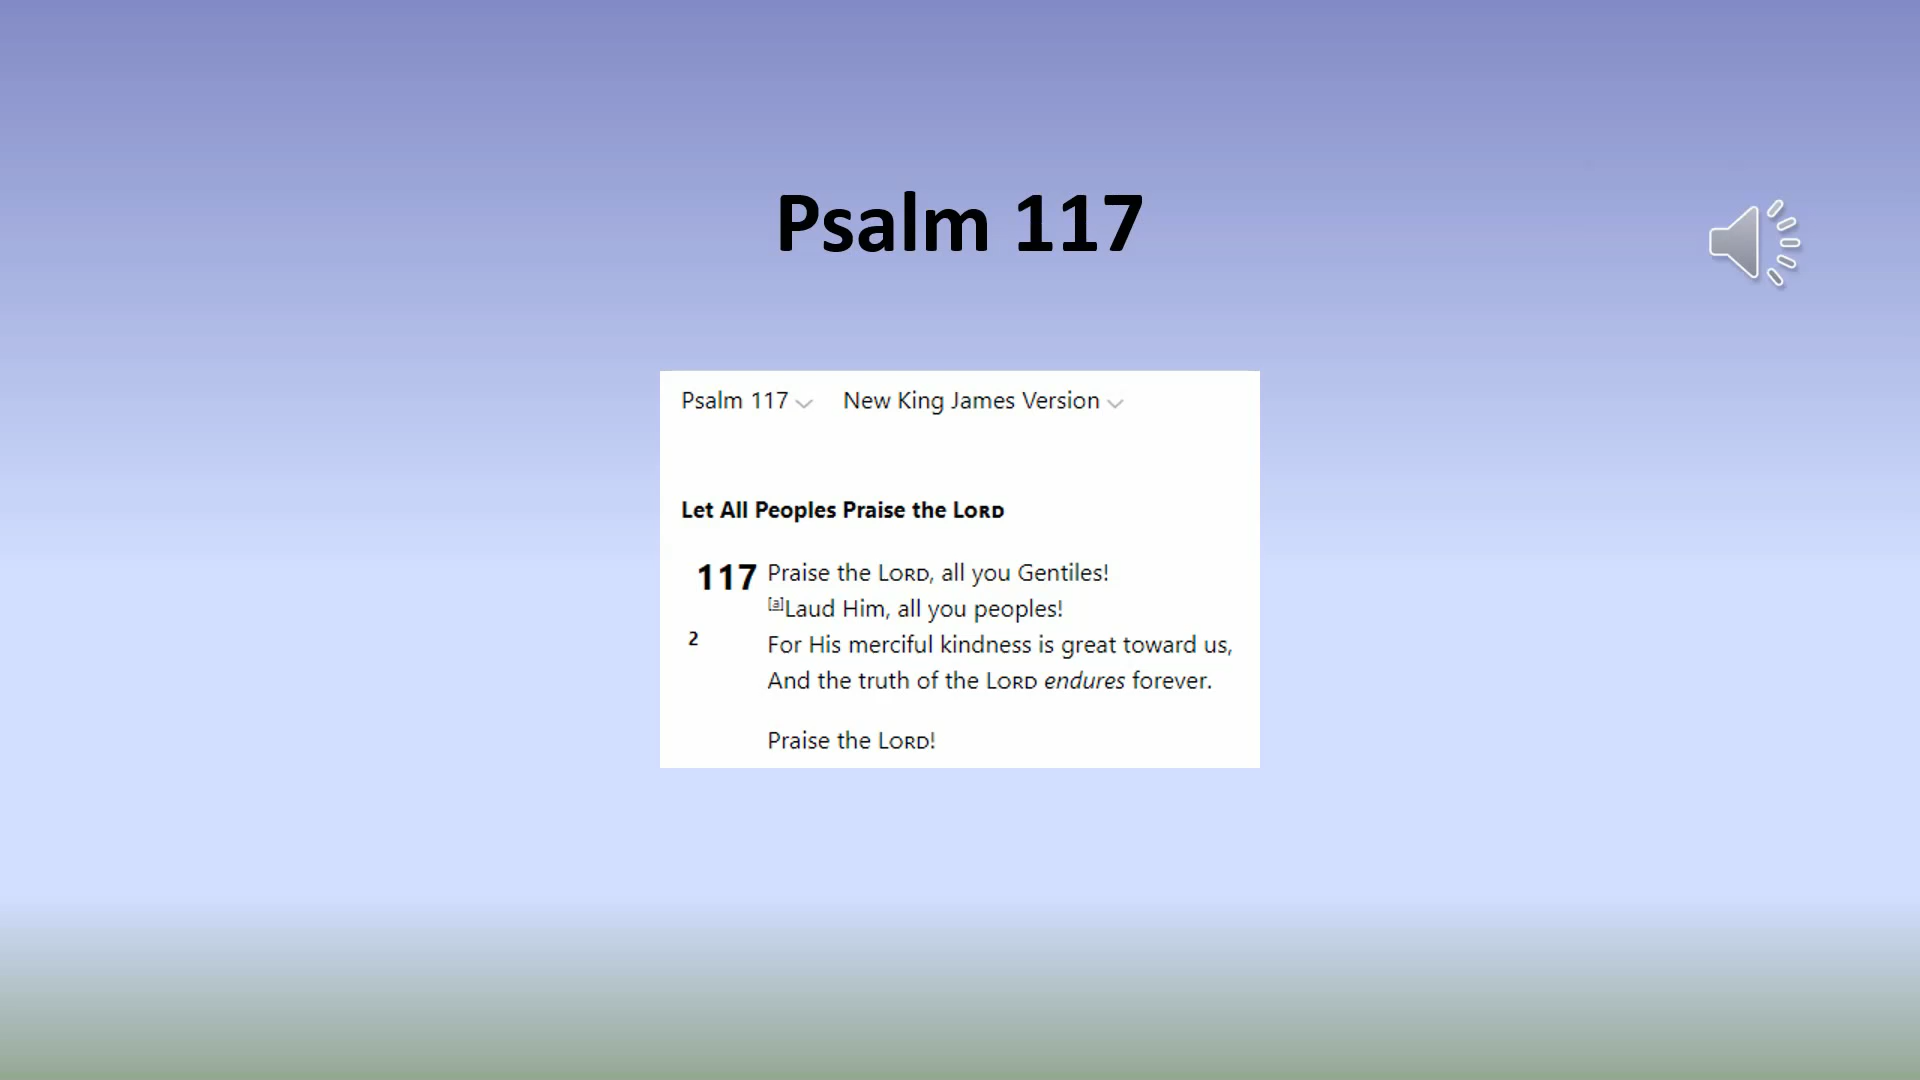 Psalm 117
Psalm 117 New King James Version
Let All Peoples Praise the LORD
117 Praise the LORD, all you Gentiles!
[a]Laud Him, all you peoples!
2 For His merciful kindness is great toward us,
And the truth of the LORD endures forever.
Praise the LORD!